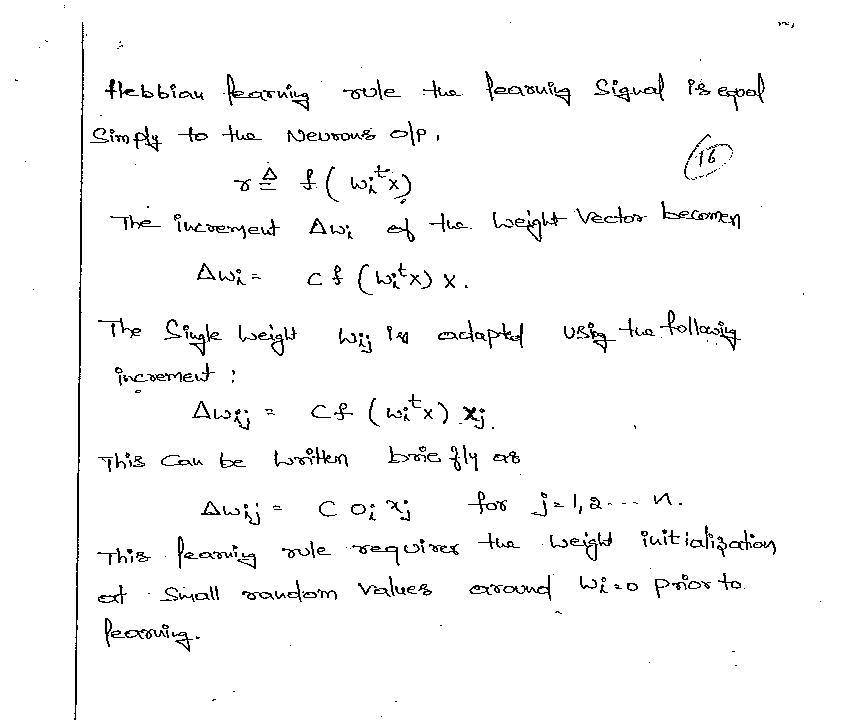 Hebbian learning rule the learning Signal is equal
Simply to the Neurons o/p.
16
r ≜ f ( wiᵗx)
The increment Δwi of the weight Vector becomes
Δwi = c f (wiᵗx) x.
The Single weight wij is adapted using the following
increment :
Δwij = c f (wiᵗx) xj.
This can be written briefly as
Δwij = c oi xj for j = 1, 2 .... n.
This learning rule requires the weight initialization
at small random values around wi = 0 prior to
learning.